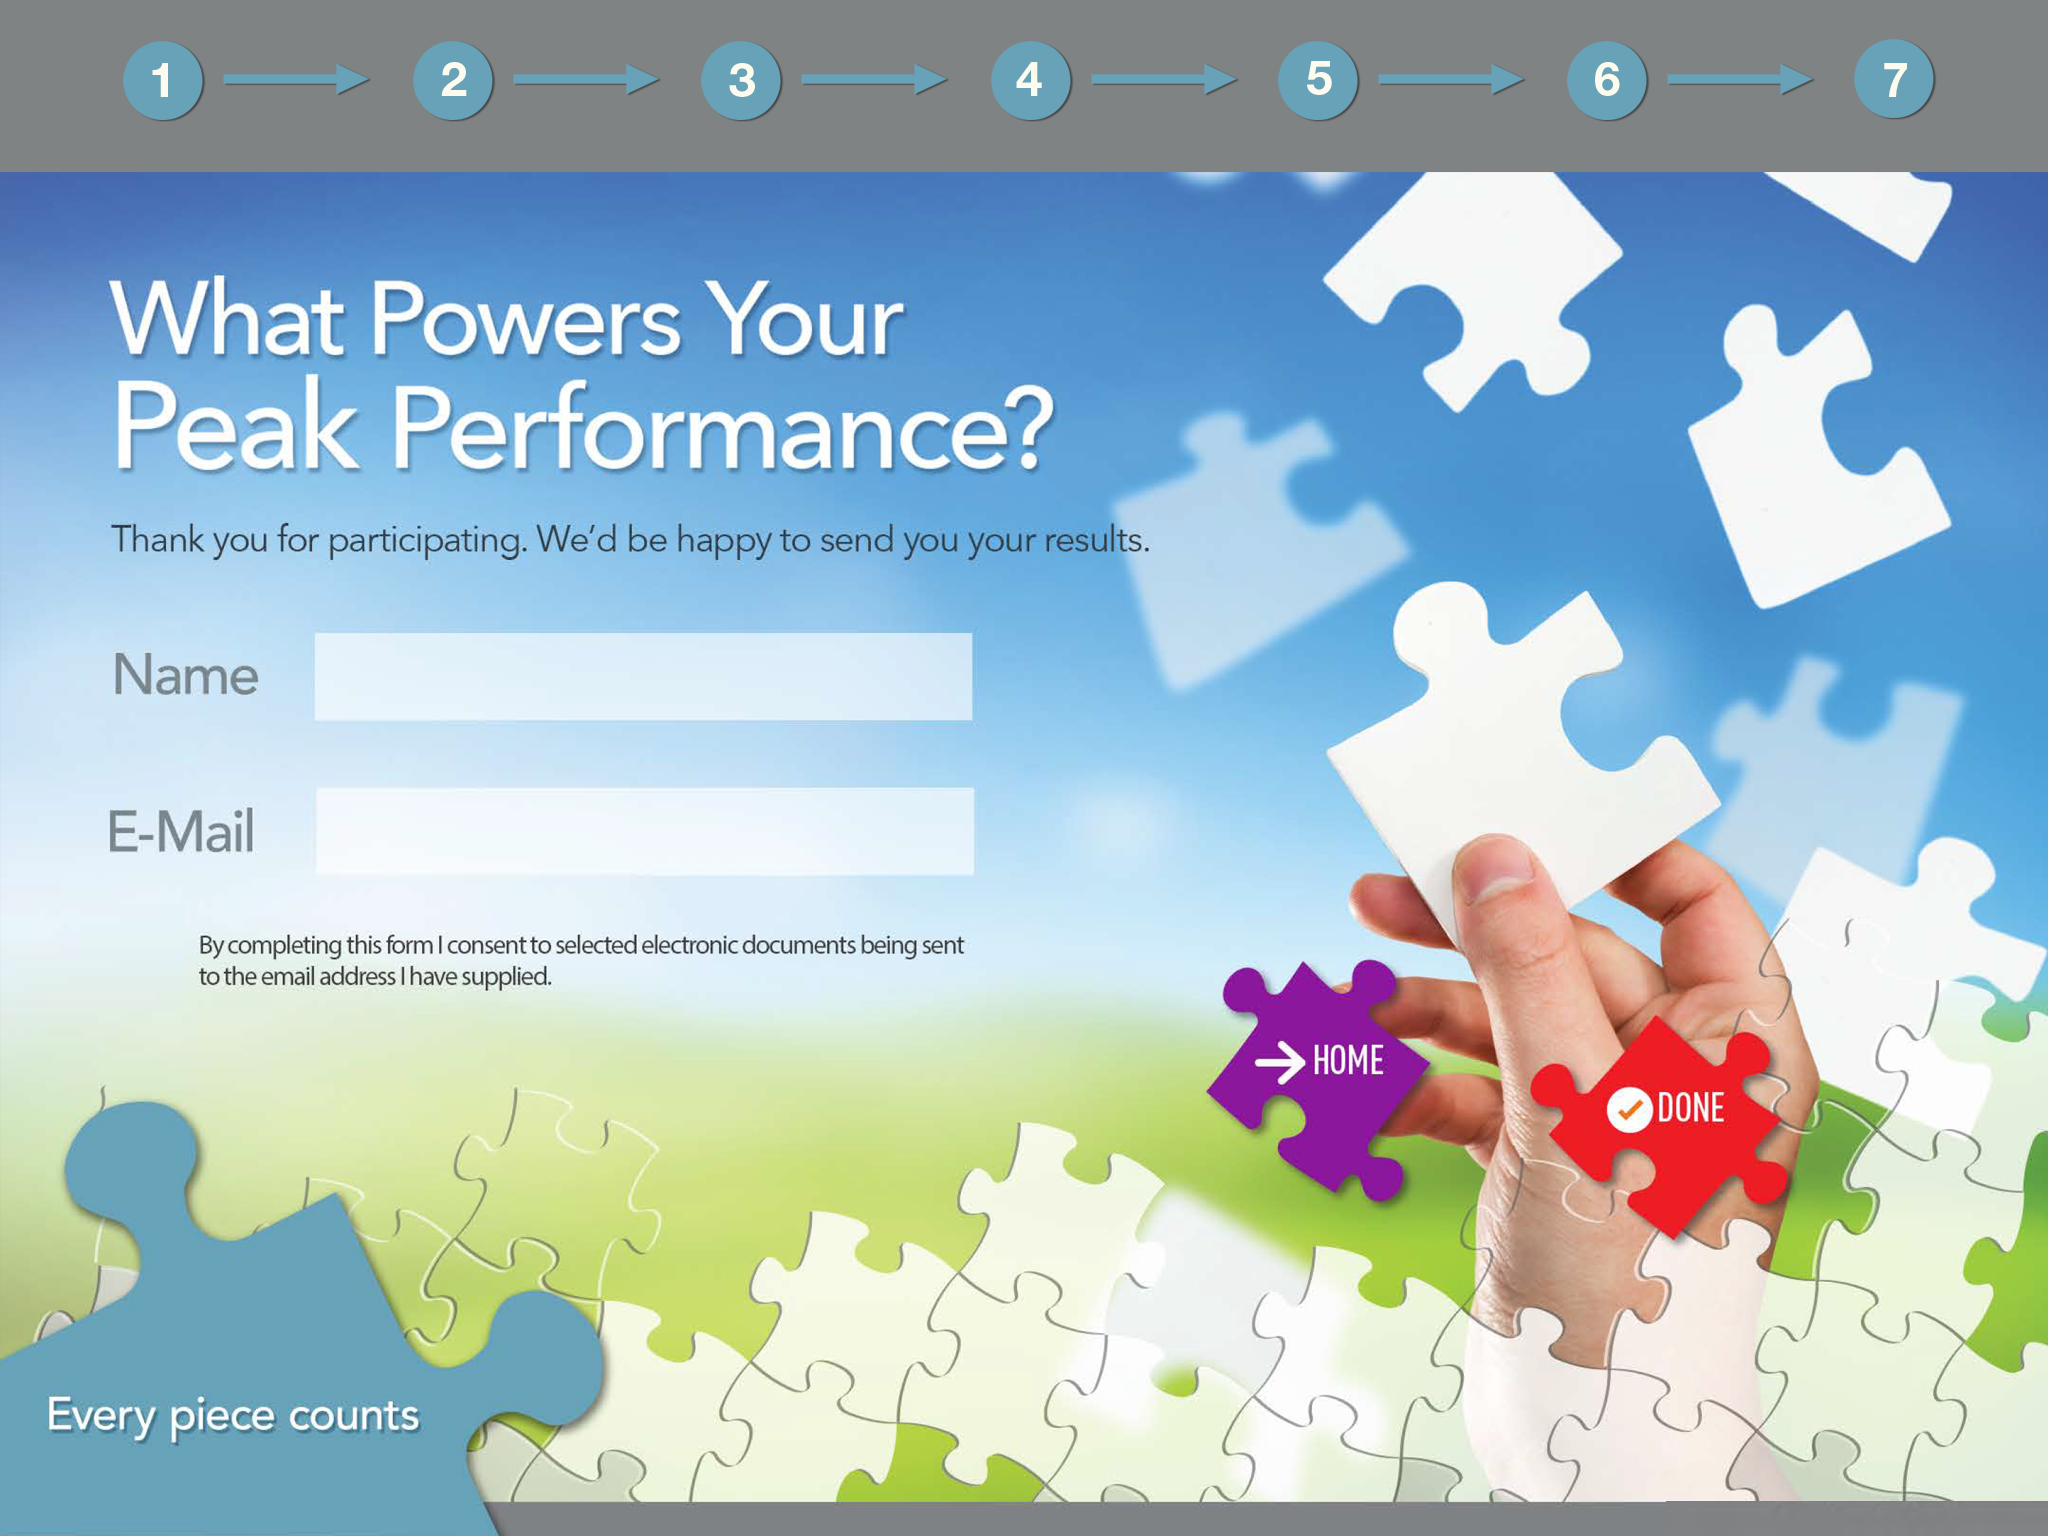 1 2 3 4 5 6 7
What Powers Your
Peak Performance?
Thank you for participating. We'd be happy to send you your results.
Name
E-Mail
By completing this form I consent to selected electronic documents being sent
to the email address I have supplied.
HOME
DONE
Every piece counts